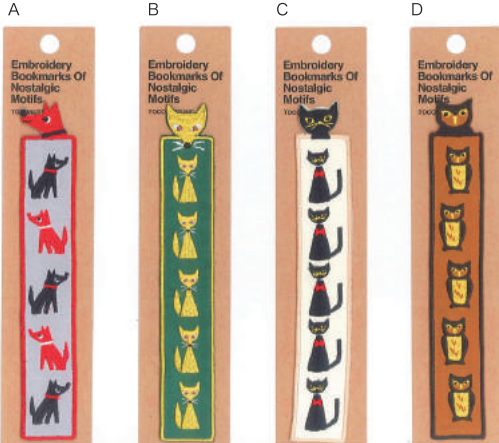 A
B
C
D
Embroidery
Bookmarks Of
Nostalgic
Motifs
Embroidery
Bookmarks Of
Nostalgic
Motifs
Embroidery
Bookmarks Of
Nostalgic
Motifs
Embroidery
Bookmarks Of
Nostalgic
Motifs